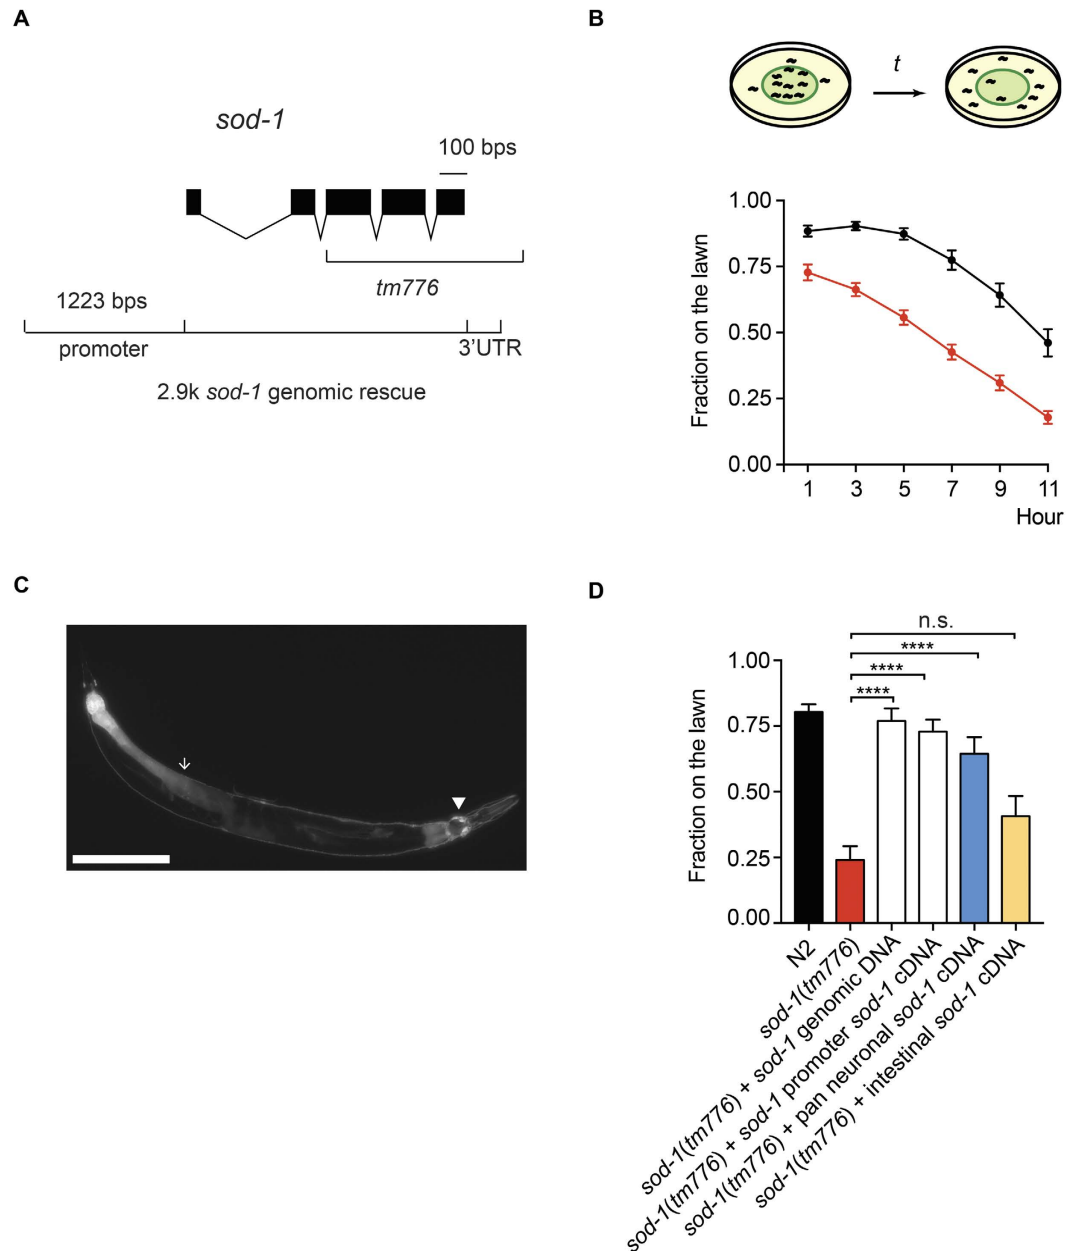 A
sod-1
100 bps
tm776
1223 bps
promoter
3’UTR
2.9k sod-1 genomic rescue
B
t
Fraction on the lawn
1.00
0.75
0.50
0.25
0.00
1 3 5 7 9 11
Hour
C
D
n.s.
****
****
****
Fraction on the lawn
1.00
0.75
0.50
0.25
0.00
N2
sod-1(tm776)
sod-1(tm776) + sod-1 genomic DNA
sod-1(tm776) + sod-1 promoter sod-1 cDNA
sod-1(tm776) + pan neuronal sod-1 cDNA
sod-1(tm776) + intestinal sod-1 cDNA